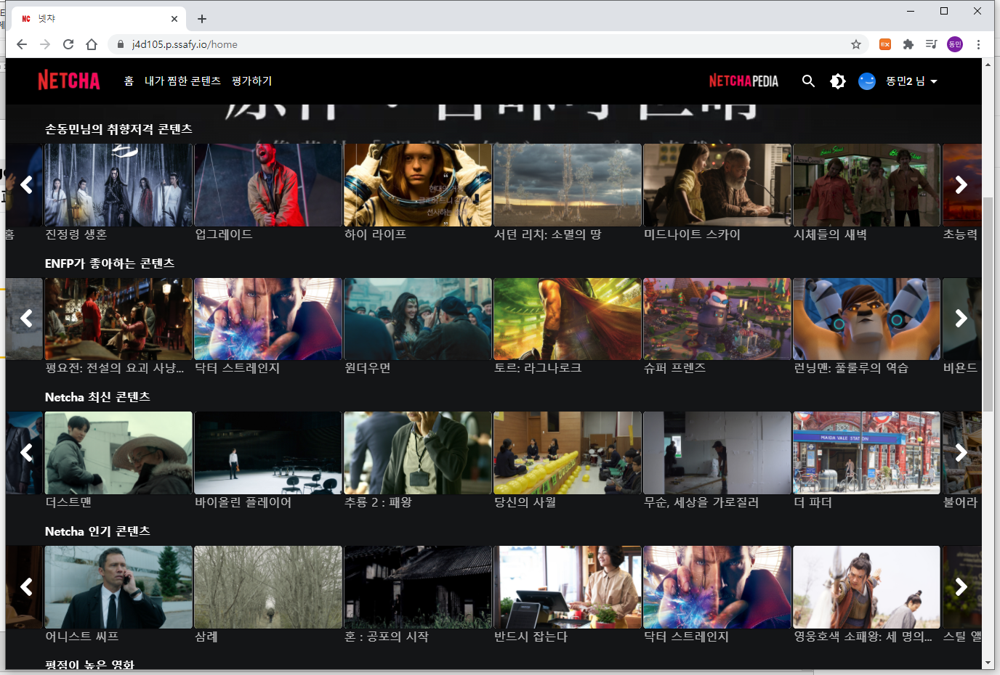 NC 넷챠
j4d105.p.ssafy.io/home
동민
NETCHA 홈 내가 찜한 콘텐츠 평가하기 NETCHAPEDIA 똥민2 님
손동민님의 취향저격 콘텐츠
홈 진정령 생혼 업그레이드 하이 라이프 서던 리치: 소멸의 땅 미드나이트 스카이 시체들의 새벽 초능력
ENFP가 좋아하는 콘텐츠
평요전: 전설의 요괴 사냥... 닥터 스트레인지 원더우먼 토르: 라그나로크 슈퍼 프렌즈 런닝맨: 풀룰루의 역습 비욘드
Netcha 최신 콘텐츠
MAIDA VALE STATION
더스트맨 바이올린 플레이어 추룡 2 : 패왕 당신의 사월 무순, 세상을 가로질러 더 파더 불어라
Netcha 인기 콘텐츠
어니스트 씨프 삼례 혼 : 공포의 시작 반드시 잡는다 닥터 스트레인지 영웅호색 소패왕: 세 명의... 스틸 앨
평점이 높은 영화